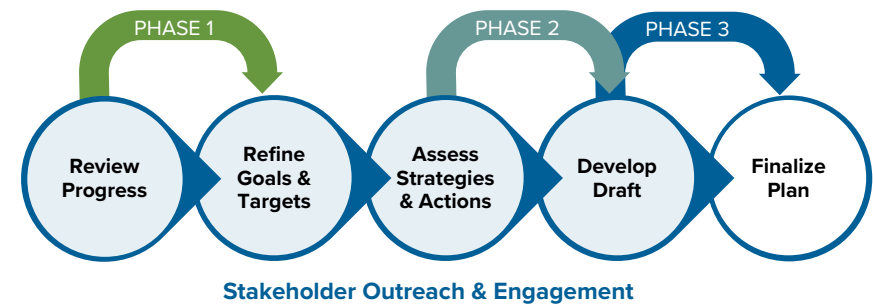 PHASE 1
PHASE 2
PHASE 3
Review
Progress
Refine
Goals &
Targets
Assess
Strategies
& Actions
Develop
Draft
Finalize
Plan
Stakeholder Outreach & Engagement